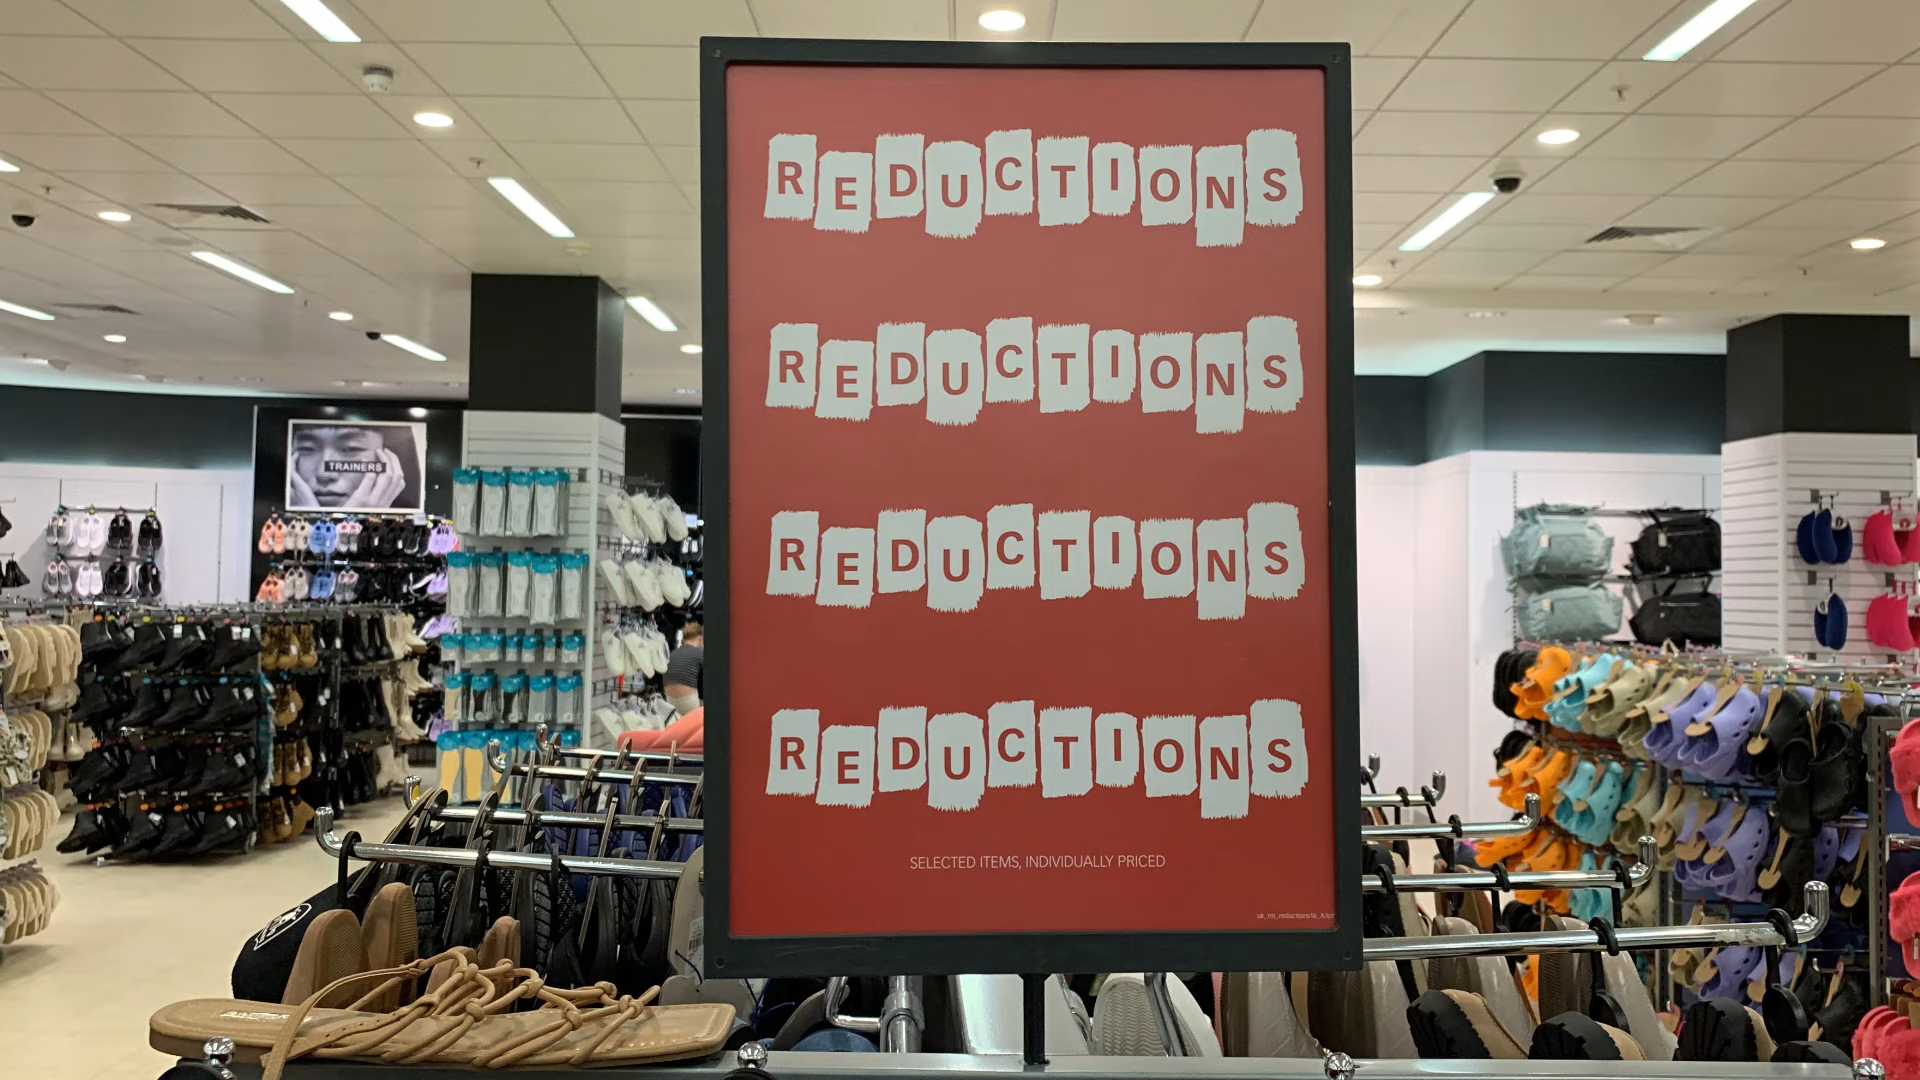 REDUCTIONS
REDUCTIONS
REDUCTIONS
REDUCTIONS
SELECTED ITEMS, INDIVIDUALLY PRICED
TRAINERS